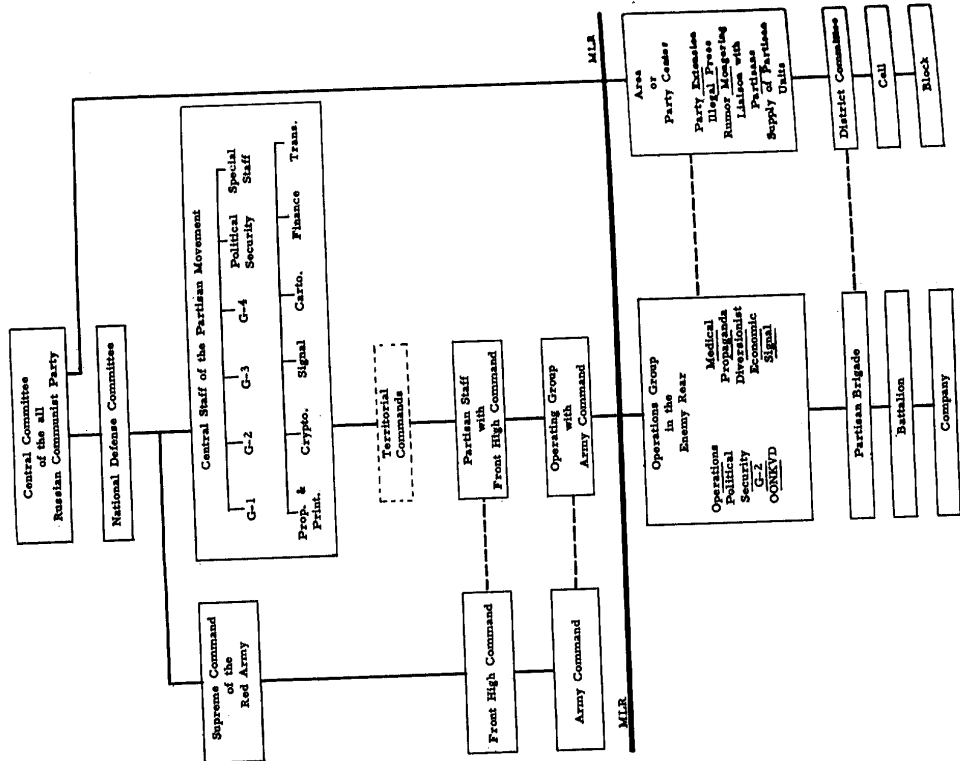 Central Committee
of the all
Russian Communist Party
National Defense Committee
Supreme Command
of the
Red Army
Central Staff of the Partisan Movement
G-1
G-2
G-3
G-4
Political
Security
Special
Staff
Prop. &
Print.
Crypto.
Signal
Carto.
Finance
Trans.
Territorial
Commands
Front High Command
Partisan Staff
with
Front High Command
Army Command
Operating Group
with
Army Command
MLR
MLR
Operations Group
in the
Enemy Rear
Operations
Political
Security
G-2
OONKVD
Medical
Propaganda
Diversionist
Economic
Signal
Area
or
Party Center
Party Extension
Illegal Press
Rumor Mongering
Liaison with
Partisans
Supply of Partisan
Units
Partisan Brigade
Battalion
Company
District Committee
Cell
Block